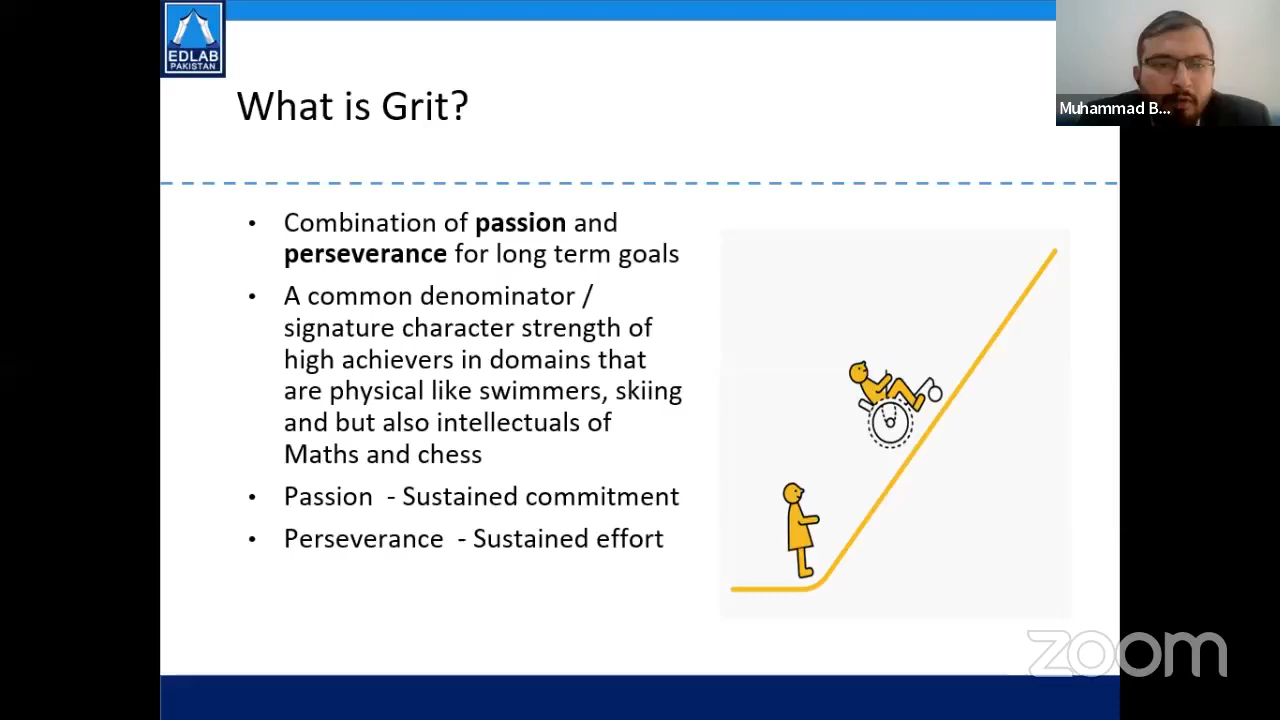 EDLAB
PAKISTAN
What is Grit?
Muhammad B...
• Combination of passion and
perseverance for long term goals
• A common denominator /
signature character strength of
high achievers in domains that
are physical like swimmers, skiing
and but also intellectuals of
Maths and chess
• Passion - Sustained commitment
• Perseverance - Sustained effort
zoom